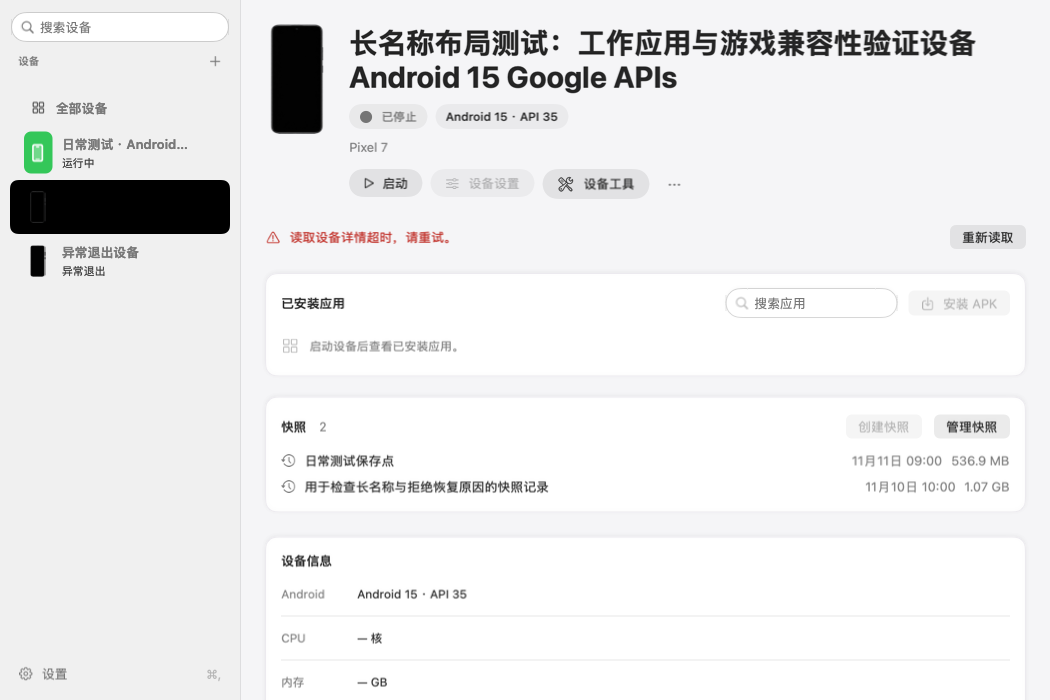 搜索设备
设备
全部设备
日常测试 · Android...
运行中
异常退出设备
异常退出
设置
⌘,
长名称布局测试：工作应用与游戏兼容性验证设备
Android 15 Google APIs
已停止
Android 15 · API 35
Pixel 7
启动
设备设置
设备工具
读取设备详情超时，请重试。
重新读取
已安装应用
搜索应用
安装 APK
启动设备后查看已安装应用。
快照 2
创建快照
管理快照
日常测试保存点
11月11日 09:00 536.9 MB
用于检查长名称与拒绝恢复原因的快照记录
11月10日 10:00 1.07 GB
设备信息
Android
Android 15 · API 35
CPU
— 核
内存
— GB